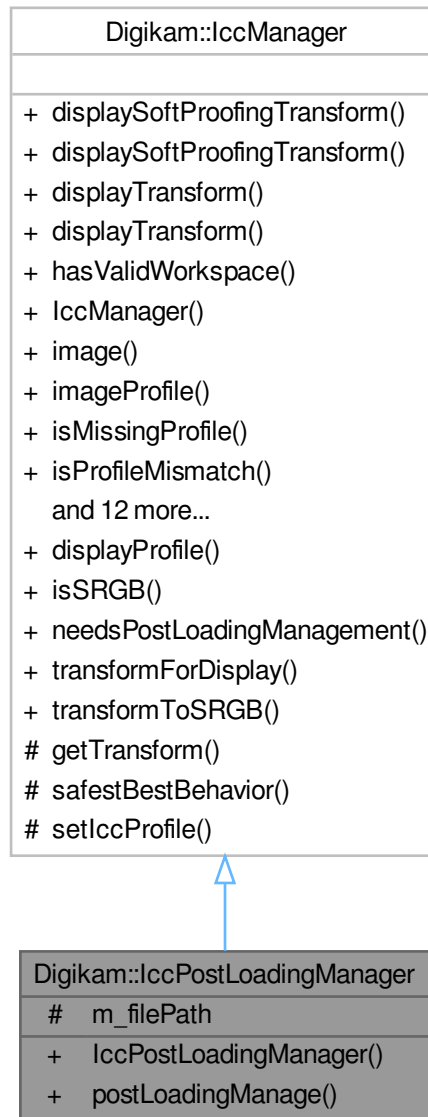 Digikam::IccManager
+ displaySoftProofingTransform()
+ displaySoftProofingTransform()
+ displayTransform()
+ displayTransform()
+ hasValidWorkspace()
+ IccManager()
+ image()
+ imageProfile()
+ isMissingProfile()
+ isProfileMismatch()
and 12 more...
+ displayProfile()
+ isSRGB()
+ needsPostLoadingManagement()
+ transformForDisplay()
+ transformToSRGB()
# getTransform()
# safestBestBehavior()
# setIccProfile()
Digikam::IccPostLoadingManager
# m_filePath
+ IccPostLoadingManager()
+ postLoadingManage()